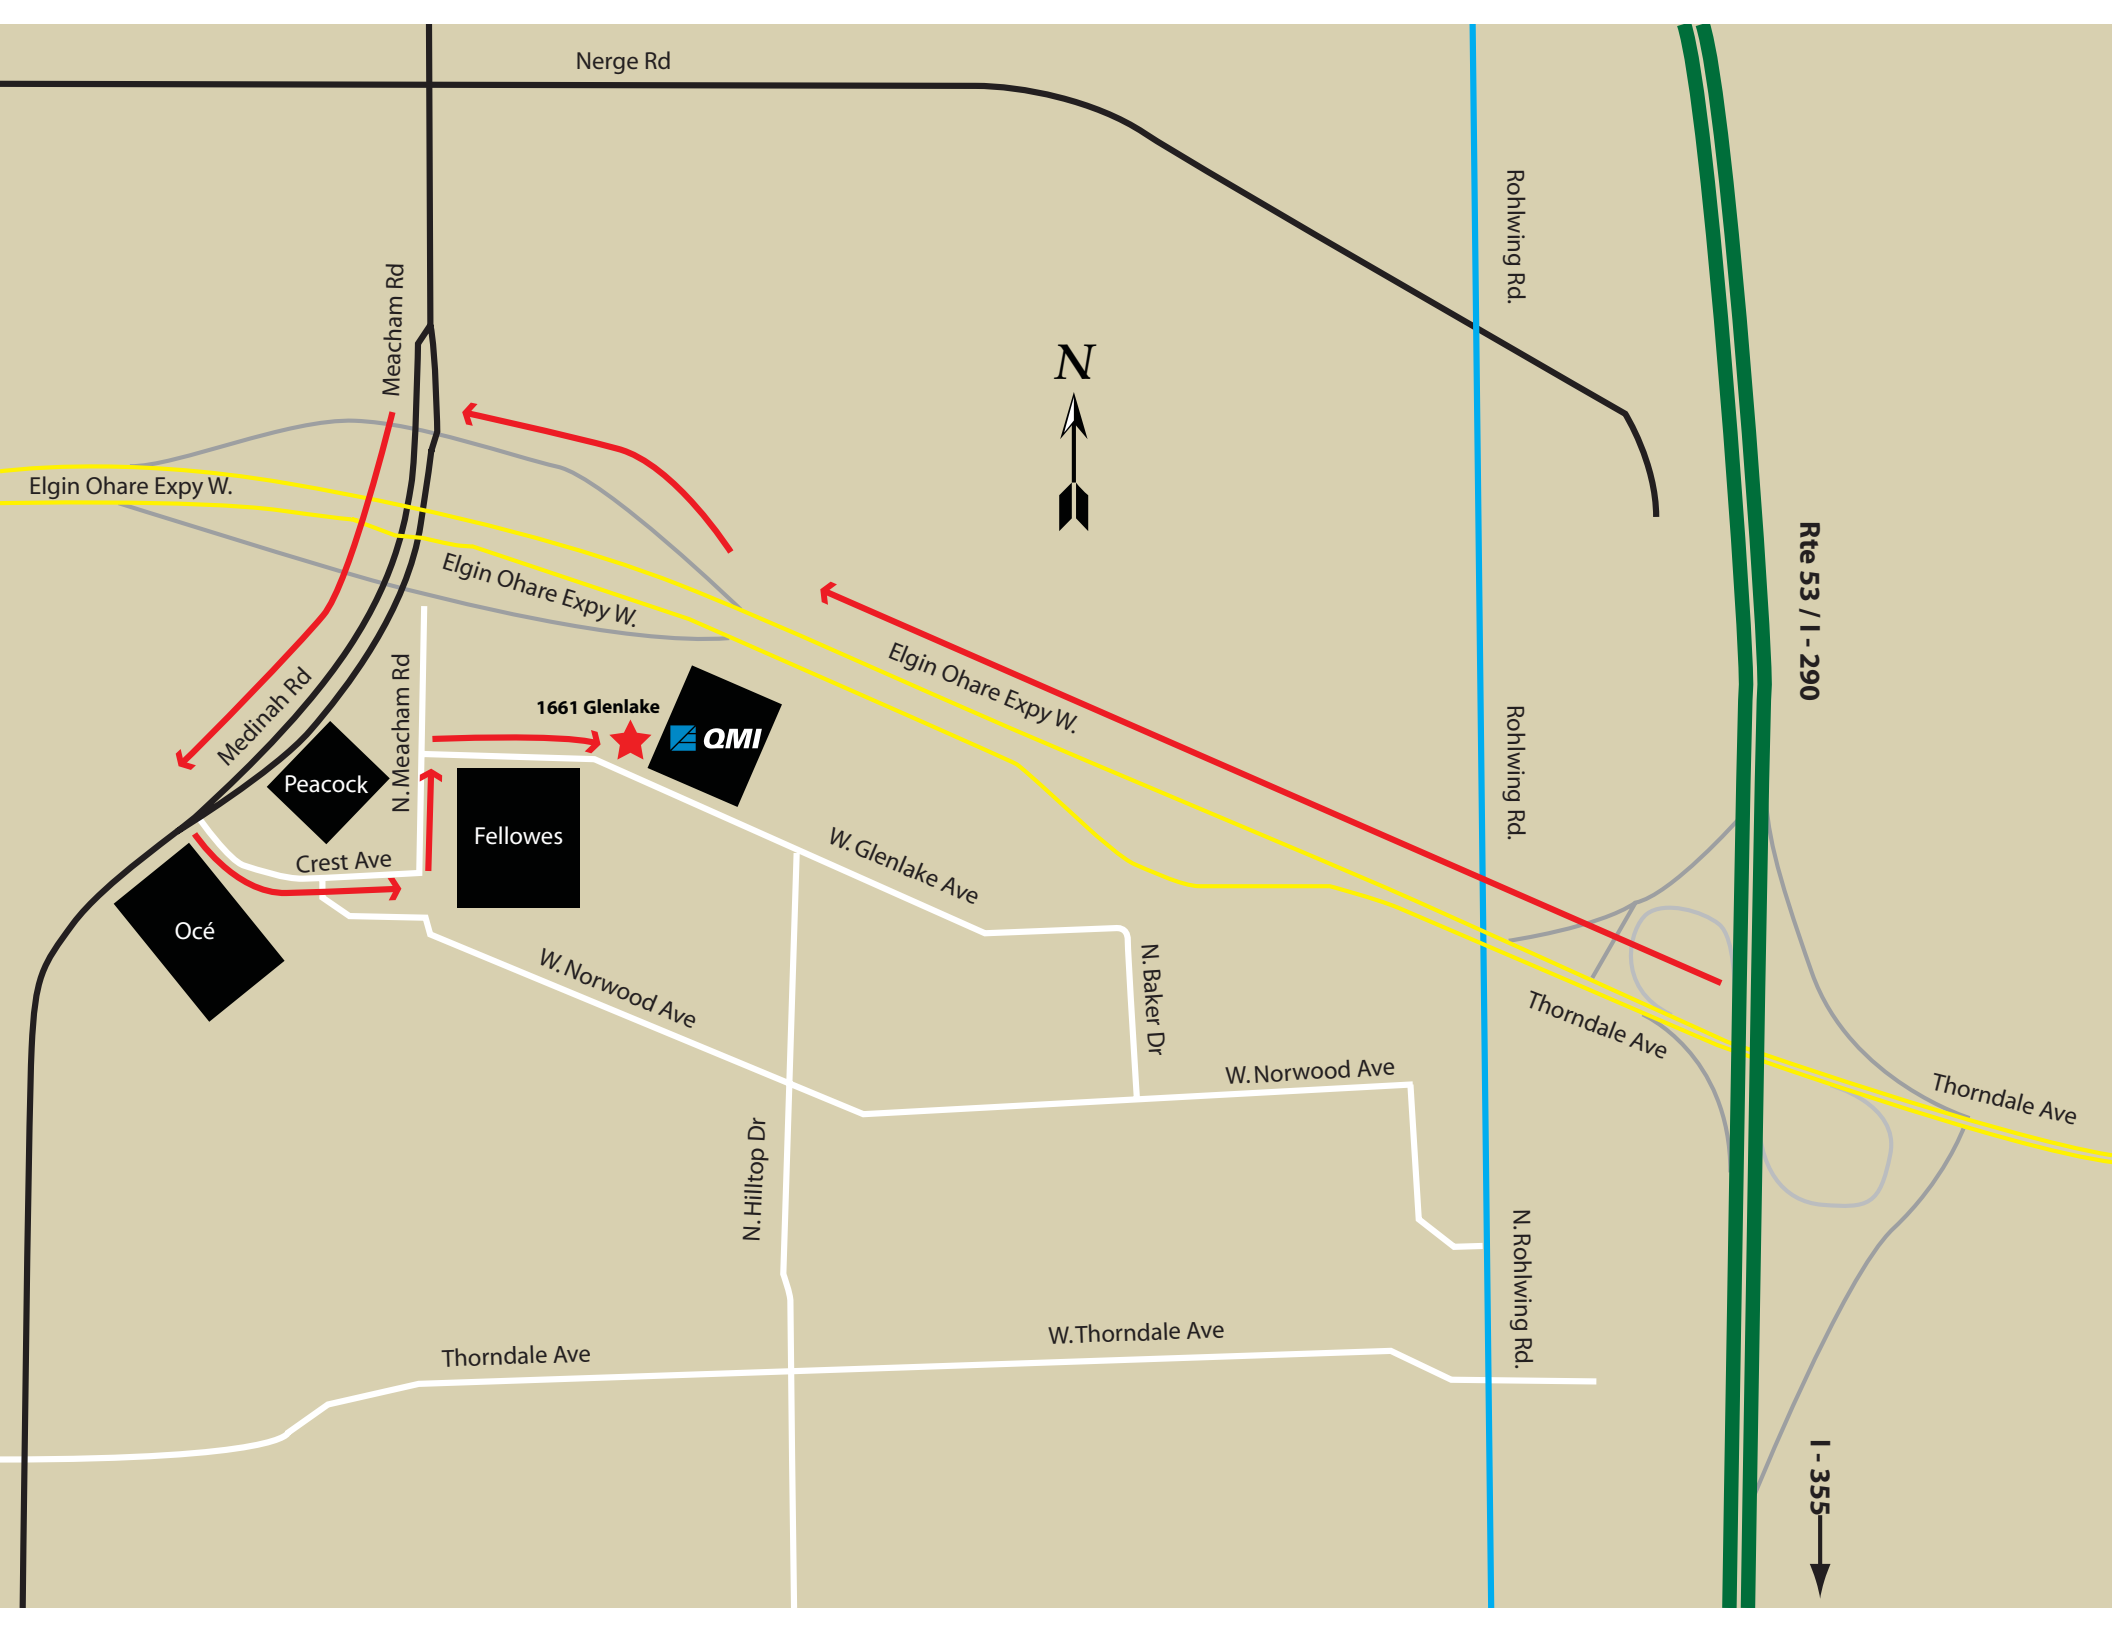 Nerge Rd
Rohlwing Rd.
Meacham Rd
N
Elgin Ohare Expy W.
Rte 53 / I - 290
Elgin Ohare Expy W.
Elgin Ohare Expy W.
Medinah Rd
N. Meacham Rd
1661 Glenlake
QMI
Rohlwing Rd.
Peacock
Fellowes
Crest Ave
W. Glenlake Ave
Océ
W. Norwood Ave
N. Baker Dr
Thorndale Ave
W. Norwood Ave
Thorndale Ave
N. Hilltop Dr
N. Rohlwing Rd.
W. Thorndale Ave
Thorndale Ave
I - 355